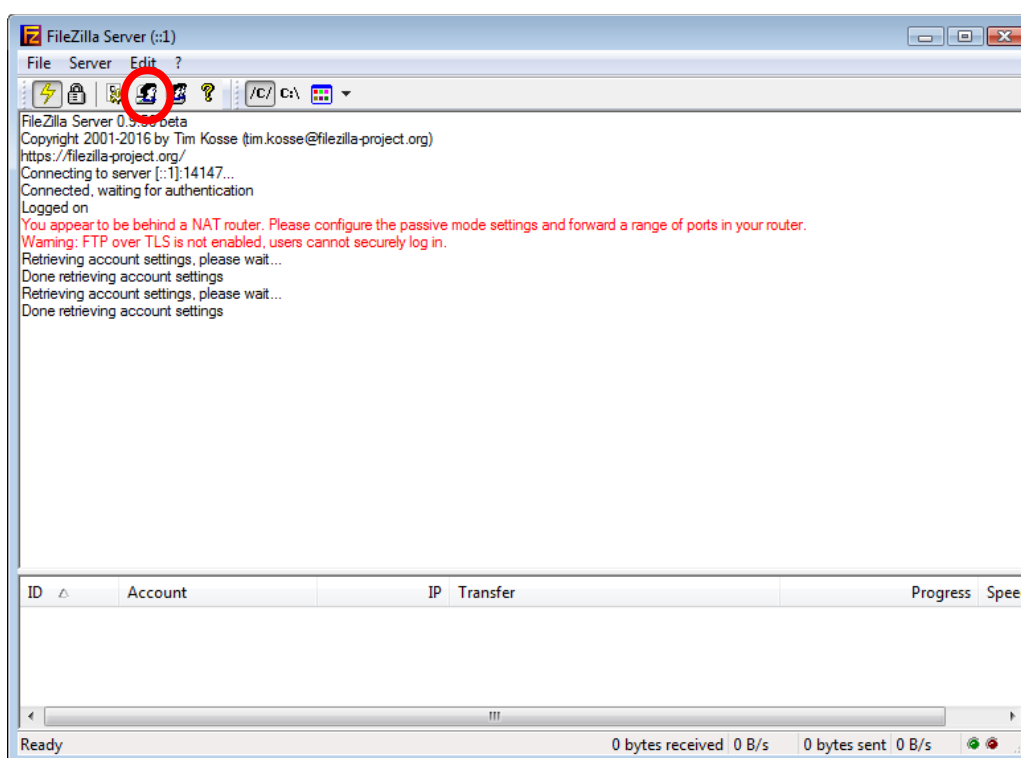 FileZilla Server (::1)
File Server Edit ?
/C/ C:\
FileZilla Server 0.9.56 beta
Copyright 2001-2016 by Tim Kosse (tim.kosse@filezilla-project.org)
https://filezilla-project.org/
Connecting to server [::1]:14147...
Connected, waiting for authentication
Logged on
You appear to be behind a NAT router. Please configure the passive mode settings and forward a range of ports in your router.
Warning: FTP over TLS is not enabled, users cannot securely log in.
Retrieving account settings, please wait...
Done retrieving account settings
Retrieving account settings, please wait...
Done retrieving account settings
ID Account IP Transfer Progress Spee
Ready 0 bytes received 0 B/s 0 bytes sent 0 B/s